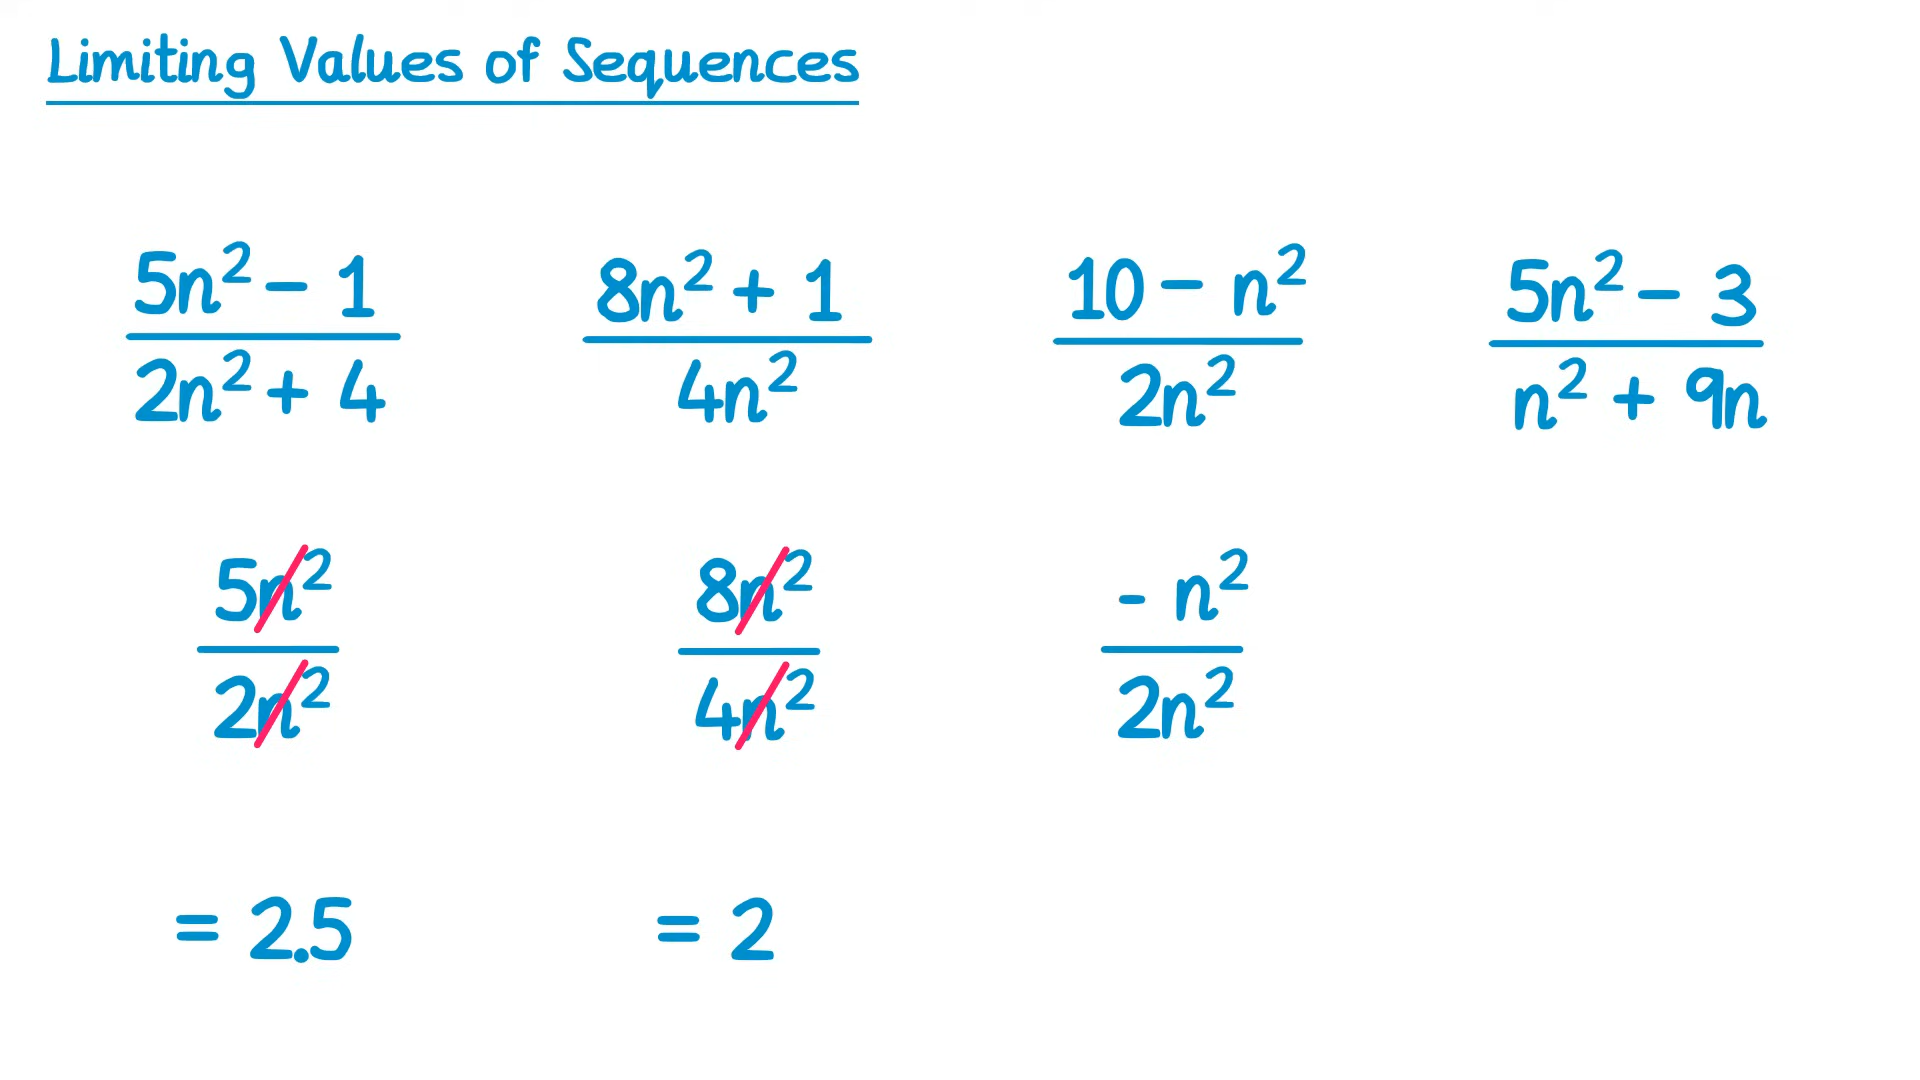 Limiting Values of Sequences
5n² - 1
2n² + 4
8n² + 1
4n²
10 - n²
2n²
5n² - 3
n² + 9n
5n²
2n²
8n²
4n²
- n²
2n²
= 2.5
= 2